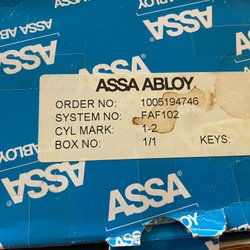 ASSA
ASSA
ASSA ABLOY
ORDER NO: 1005194746
SYSTEM NO: FAF102
CYL MARK: 1-2
BOX NO: 1/1 KEYS:
ASSA
ABLOY
ASSA
ASSA